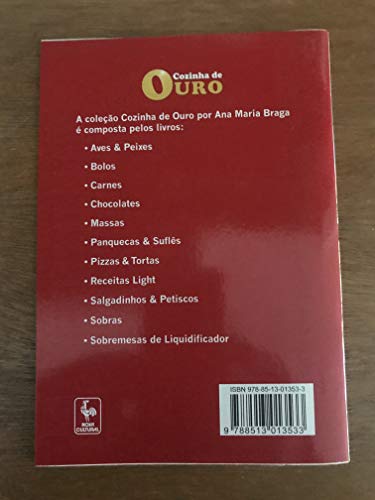 Cozinha de
OURO
A coleção Cozinha de Ouro por Ana Maria Braga
é composta pelos livros:
• Aves & Peixes
• Bolos
• Carnes
• Chocolates
• Massas
• Panquecas & Suflês
• Pizzas & Tortas
• Receitas Light
• Salgadinhos & Petiscos
• Sobras
• Sobremesas de Liquidificador
ISBN 978-85-13-01353-3
9 788513 013533
CULTURAL